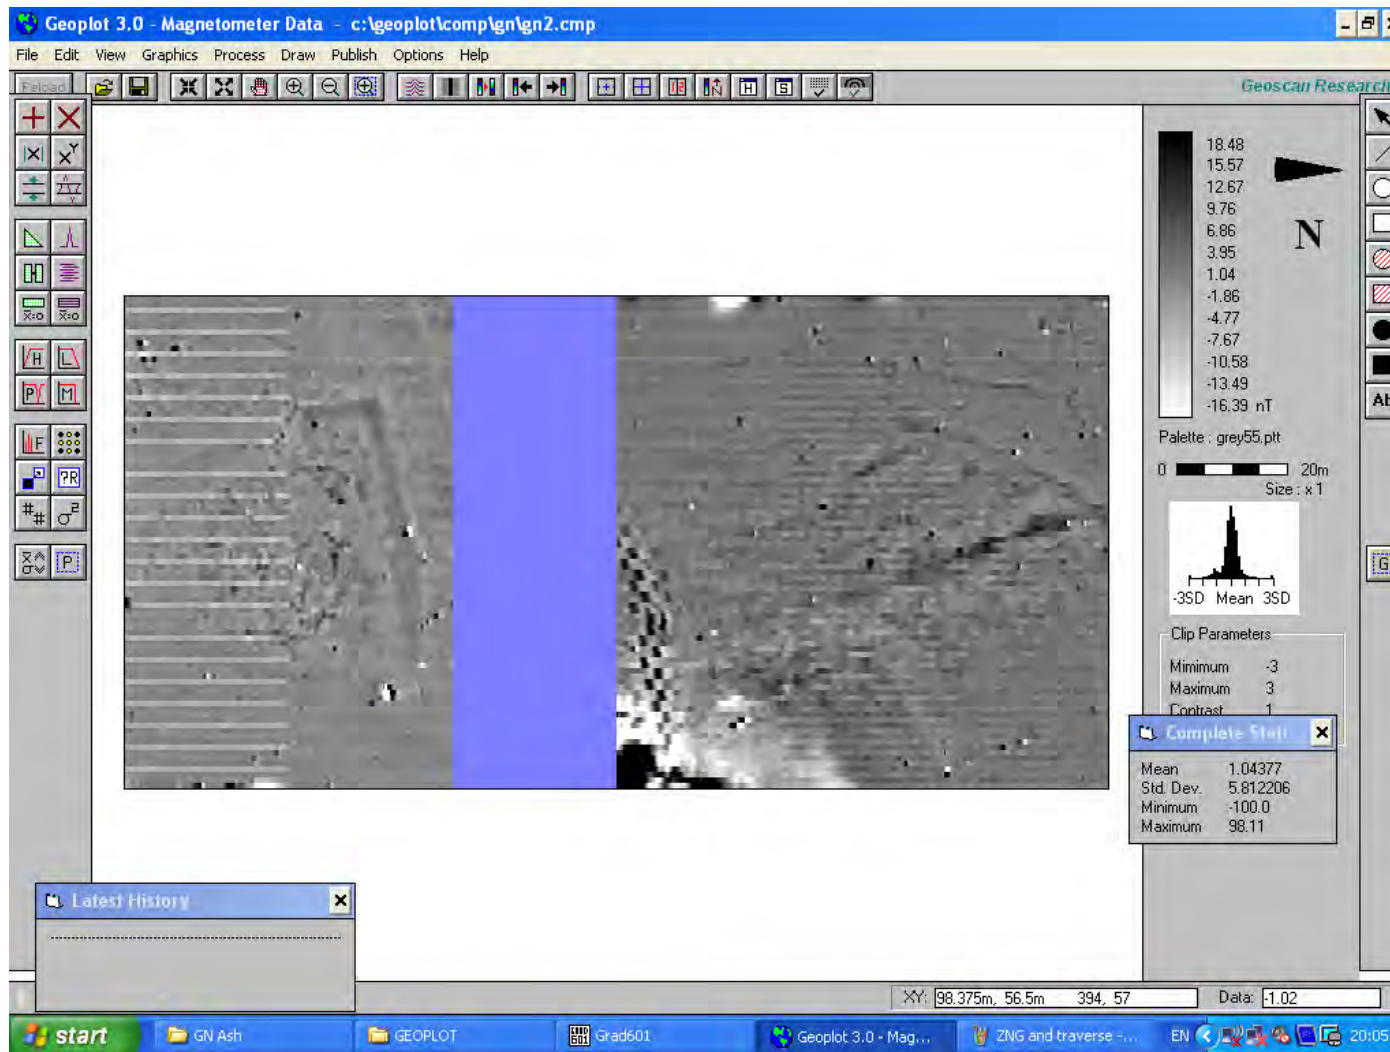 Geoplot 3.0 - Magnetometer Data - c:\geoplot\comp\gn\gn2.cmp
File Edit View Graphics Process Draw Publish Options Help
Reload
Geoscan Research
18.48
15.57
12.67
9.76
6.86
3.95
1.04
-1.86
-4.77
-7.67
-10.58
-13.49
-16.39 nT
N
Palette : grey55.ptt
0 20m
Size : x 1
-3SD Mean 3SD
Clip Parameters
Mimimum -3
Maximum 3
Contrast 1
Complete Stati
Mean 1.04377
Std. Dev. 5.812206
Minimum -100.0
Maximum 98.11
Latest History
XY: 98.375m, 56.5m 394, 57 Data: -1.02
start GN Ash GEOPLOT Grad601 Geoplot 3.0 - Mag... ZNG and traverse -... EN 20:05